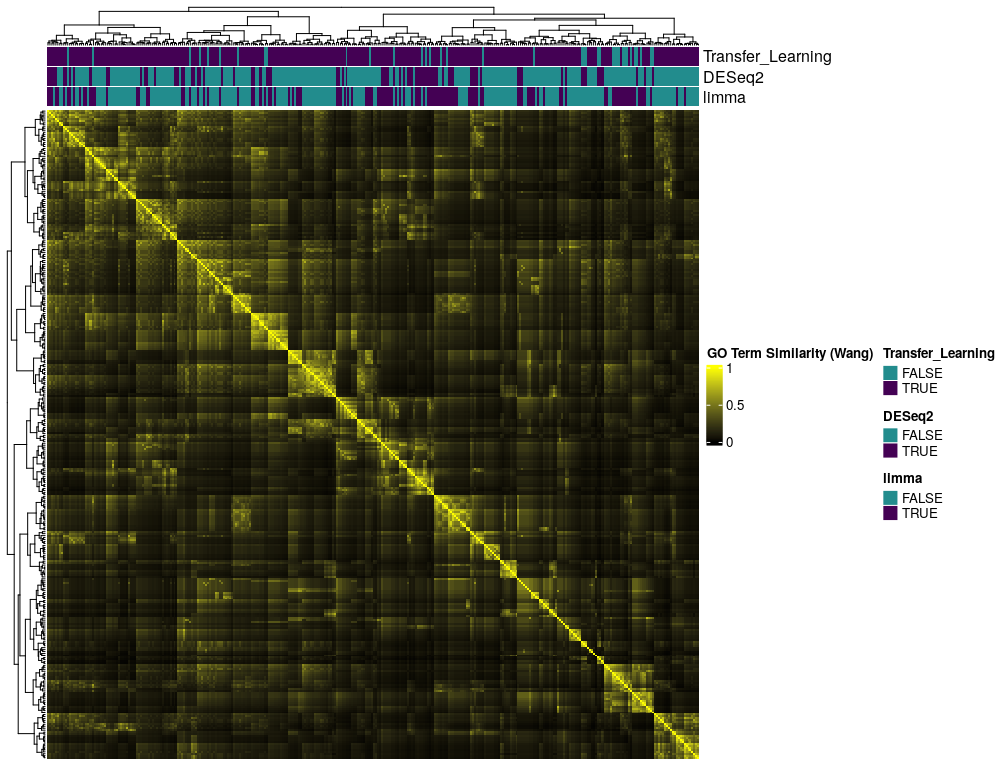 Transfer_Learning
DESeq2
limma
GO Term Similarity (Wang)
1
0.5
0
Transfer_Learning
FALSE
TRUE
DESeq2
FALSE
TRUE
limma
FALSE
TRUE